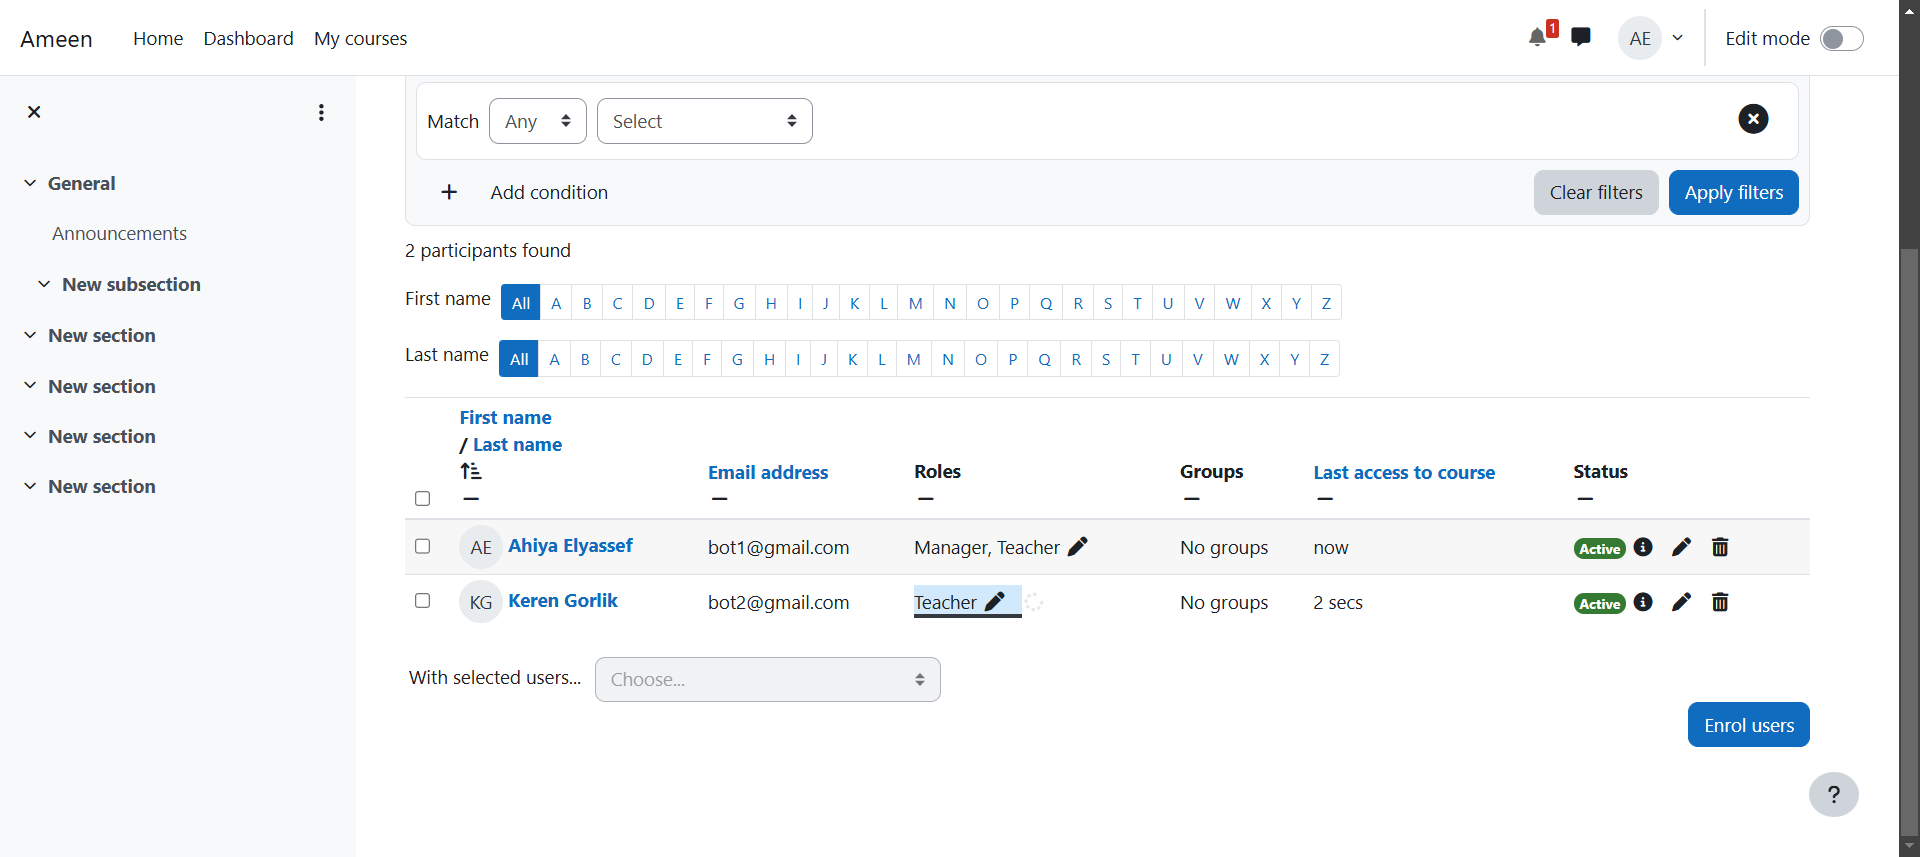 Ameen Home Dashboard My courses 1 AE Edit mode
General
Announcements
New subsection
New section
New section
New section
New section
Match Any Select
Add condition Clear filters Apply filters
2 participants found
First name All A B C D E F G H I J K L M N O P Q R S T U V W X Y Z
Last name All A B C D E F G H I J K L M N O P Q R S T U V W X Y Z
First name
/ Last name
Email address Roles Groups Last access to course Status
AE Ahiya Elyassef bot1@gmail.com Manager, Teacher No groups now Active
KG Keren Gorlik bot2@gmail.com Teacher No groups 2 secs Active
With selected users... Choose...
Enrol users
?